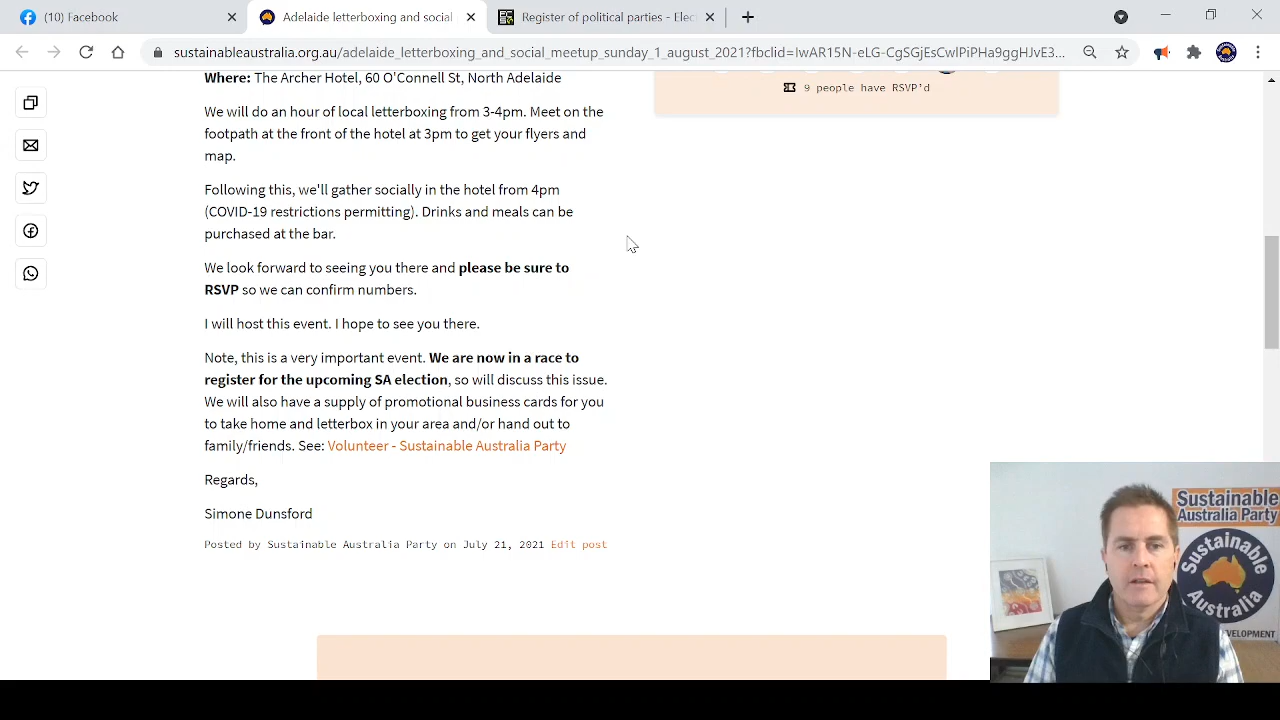 (10) Facebook
Adelaide letterboxing and social
Register of political parties - Elec
sustainableaustralia.org.au/adelaide_letterboxing_and_social_meetup_sunday_1_august_2021?fbclid=IwAR15N-eLG-CgSGjEsCwlPiPHa9ggHJvE3...
Where: The Archer Hotel, 60 O'Connell St, North Adelaide
9 people have RSVP'd
We will do an hour of local letterboxing from 3-4pm. Meet on the
footpath at the front of the hotel at 3pm to get your flyers and
map.
Following this, we'll gather socially in the hotel from 4pm
(COVID-19 restrictions permitting). Drinks and meals can be
purchased at the bar.
We look forward to seeing you there and please be sure to
RSVP so we can confirm numbers.
I will host this event. I hope to see you there.
Note, this is a very important event. We are now in a race to
register for the upcoming SA election, so will discuss this issue.
We will also have a supply of promotional business cards for you
to take home and letterbox in your area and/or hand out to
family/friends. See: Volunteer - Sustainable Australia Party
Regards,
Simone Dunsford
Posted by Sustainable Australia Party on July 21, 2021 Edit post
Sustainable
Australia Party
Sustainable
Australia
DEVELOPMENT